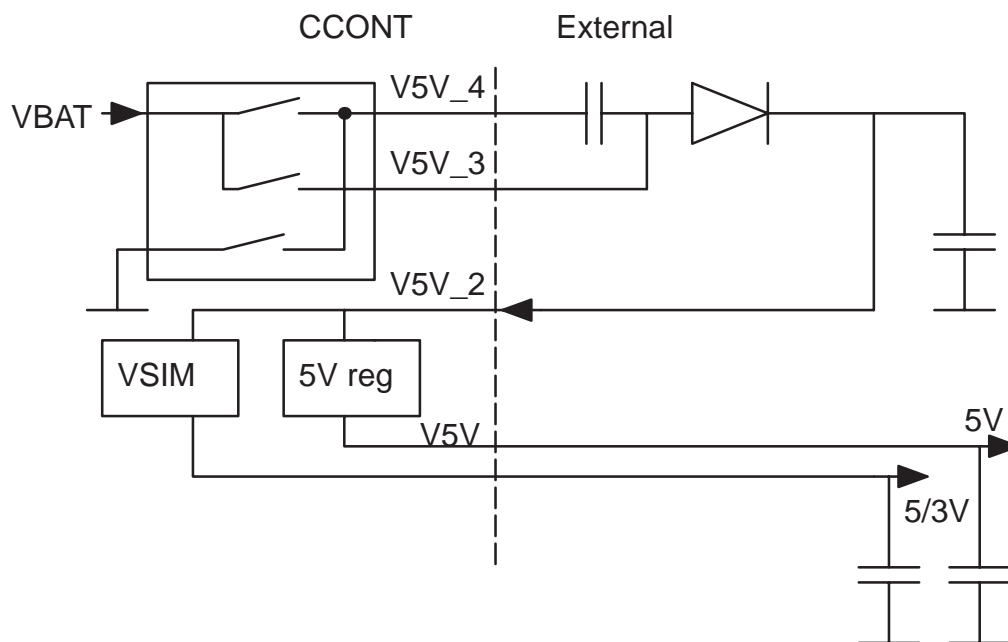 CCONT
External
VBAT
V5V_4
V5V_3
V5V_2
VSIM
5V reg
V5V
5V
5/3V